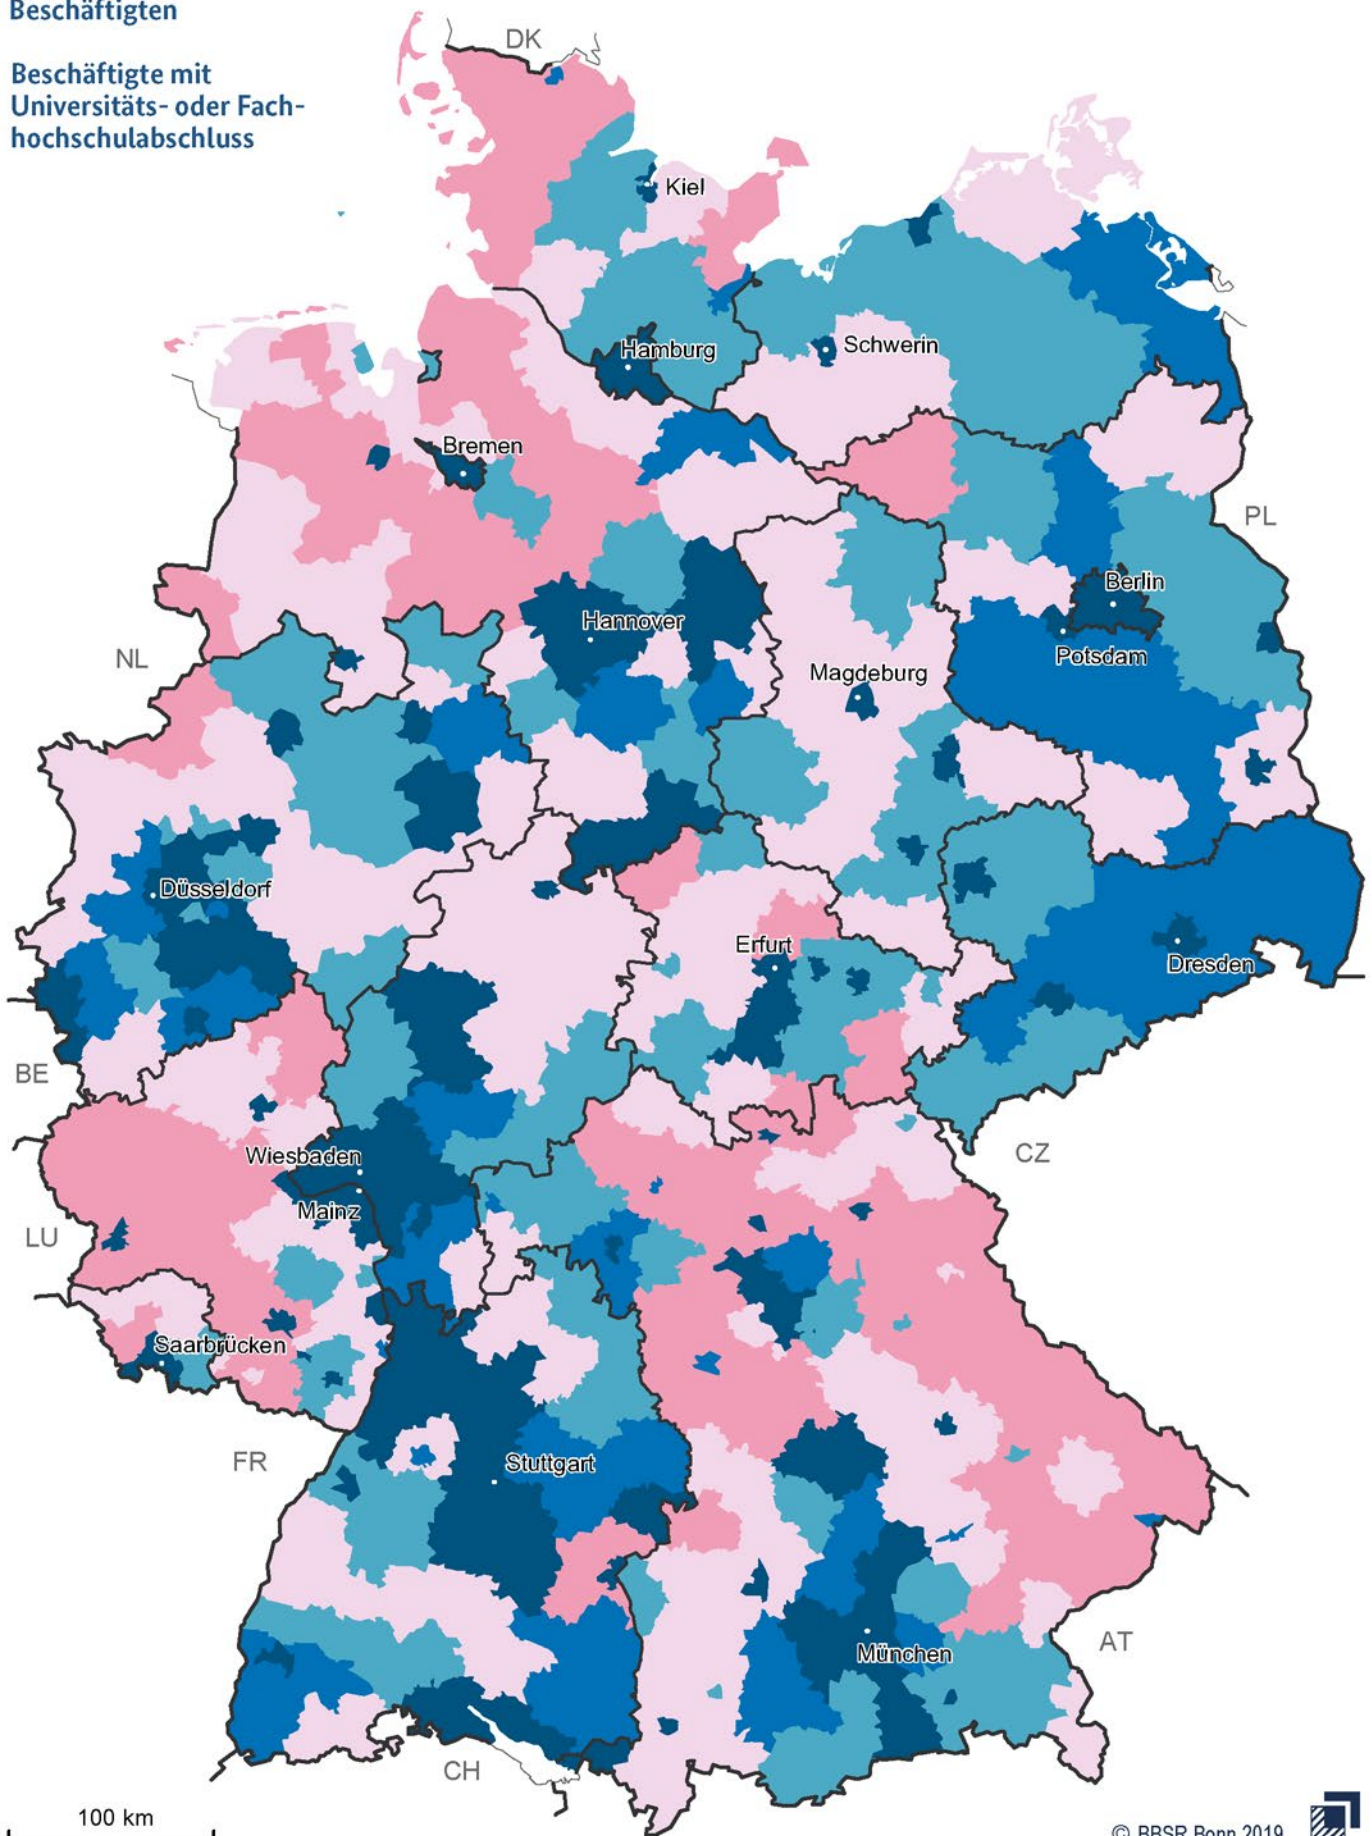 Beschäftigten
Beschäftigte mit
Universitäts- oder Fach-
hochschulabschluss
DK
Kiel
Hamburg
Schwerin
Bremen
PL
Berlin
Hannover
Potsdam
NL
Magdeburg
Düsseldorf
Erfurt
Dresden
BE
CZ
Wiesbaden
Mainz
LU
Saarbrücken
FR
Stuttgart
AT
München
CH
100 km
© BBSR Bonn 2019